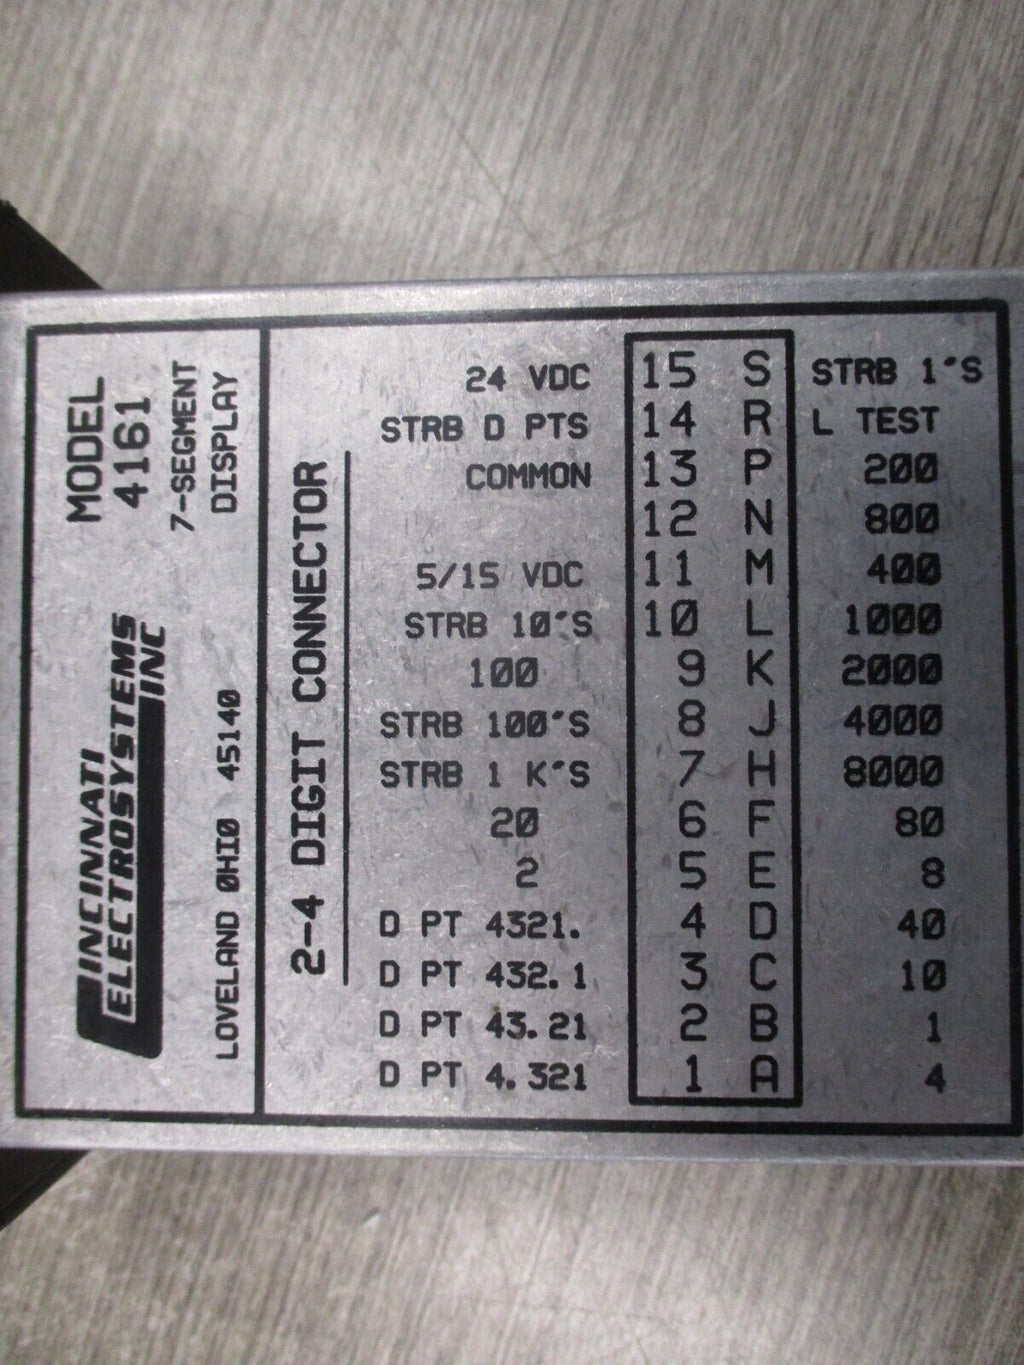 MODEL
4161
7-SEGMENT
DISPLAY
CINCINNATI
ELECTROSYSTEMS
INC
LOVELAND OHIO 45140
2-4 DIGIT CONNECTOR
24 VDC 15 S STRB 1'S
STRB D PTS 14 R L TEST
COMMON 13 P 200
12 N 800
5/15 VDC 11 M 400
STRB 10'S 10 L 1000
100 9 K 2000
STRB 100'S 8 J 4000
STRB 1 K'S 7 H 8000
20 6 F 80
2 5 E 8
D PT 4321. 4 D 40
D PT 432.1 3 C 10
D PT 43.21 2 B 1
D PT 4.321 1 A 4